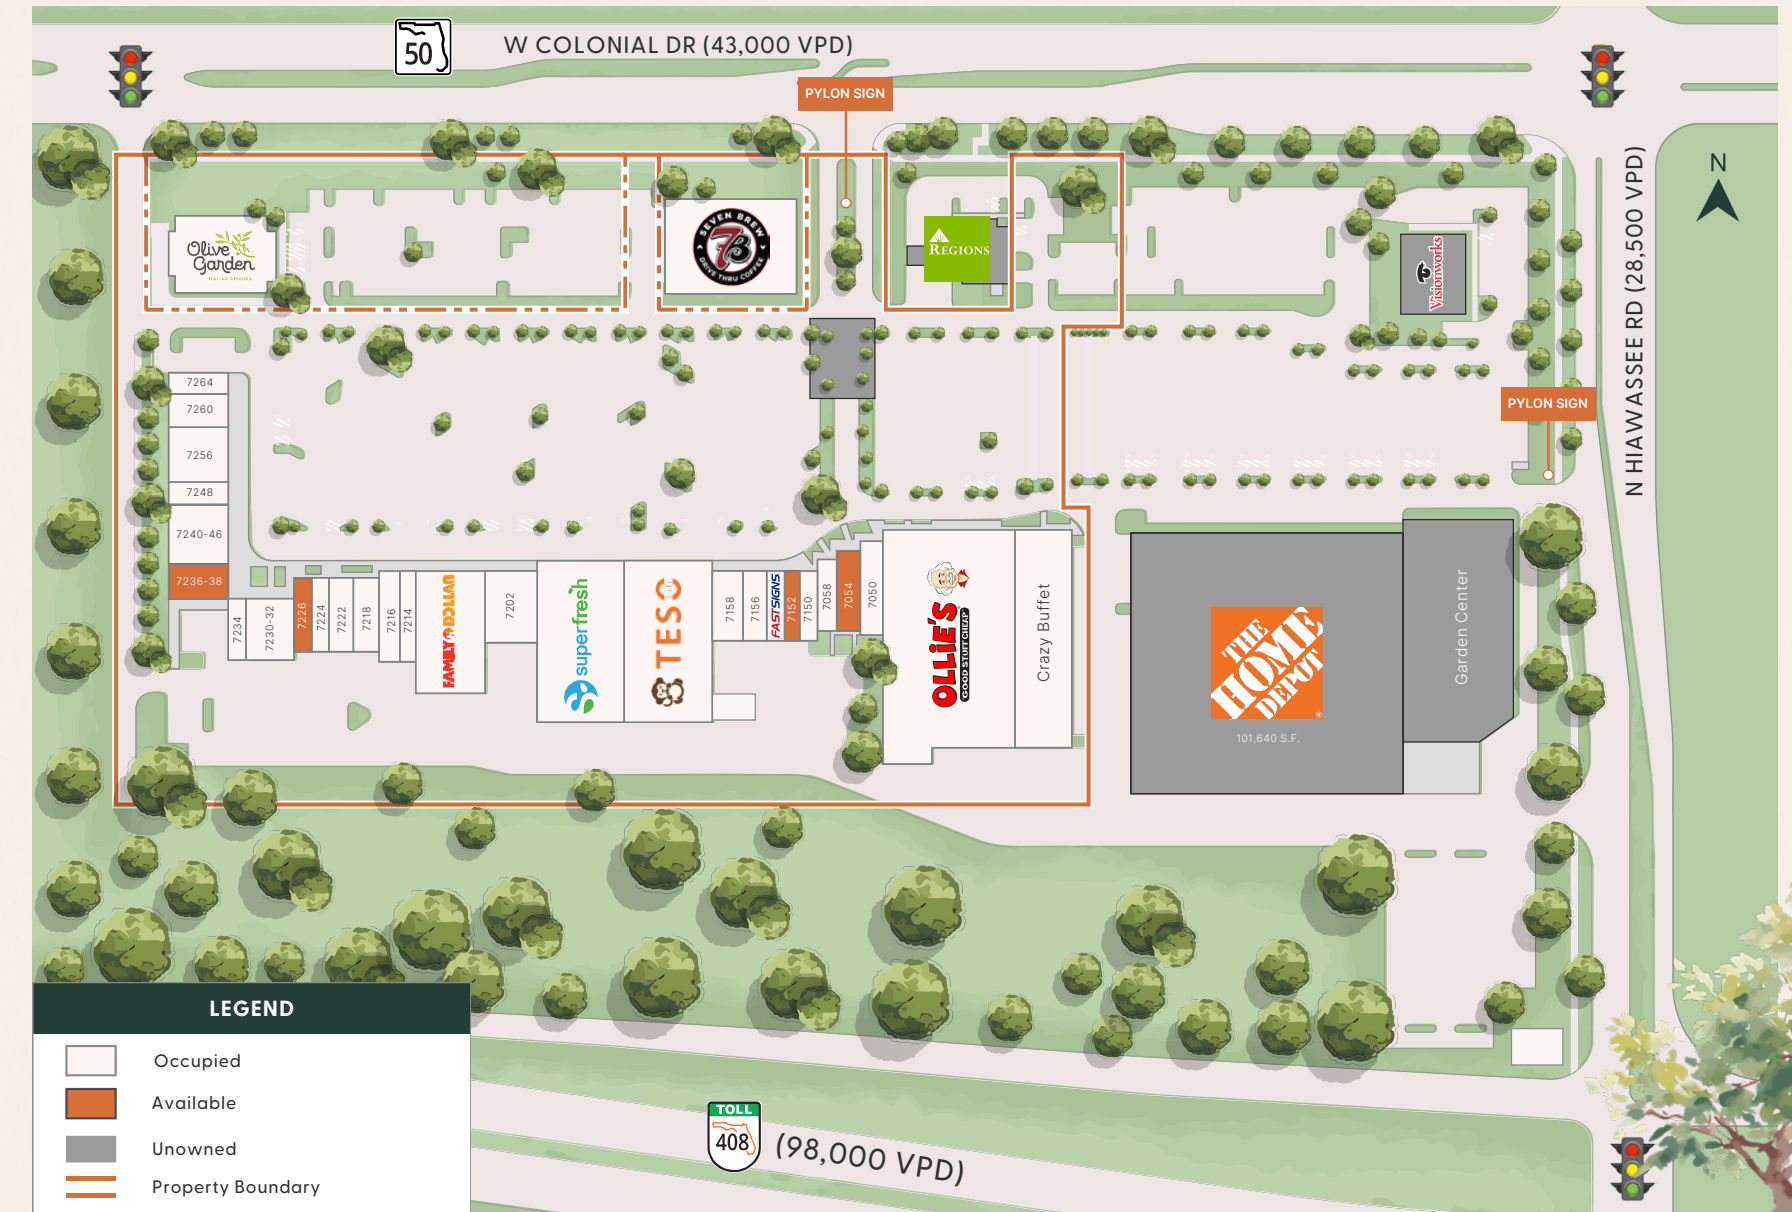 50
W COLONIAL DR (43,000 VPD)
PYLON SIGN
N
N HIAWASSEE RD (28,500 VPD)
Olive
Garden
ITALIAN KITCHEN
SEVEN BREW
7B
DRIVE THRU COFFEE
REGIONS
Visionworks
PYLON SIGN
7264
7260
7256
7248
7240-46
7236-38
7234
7230-32
7226
7224
7222
7218
7216
7214
FAMILY DOLLAR
7202
superfresh
TESO
7158
7156
FASTSIGNS
7152
7150
7058
7054
7050
OLLiE'S
GOOD STUFF CHEAP
Crazy Buffet
THE
HOME
DEPOT
®
101,640 S.F.
Garden Center
LEGEND
Occupied
Available
Unowned
Property Boundary
TOLL
408
(98,000 VPD)